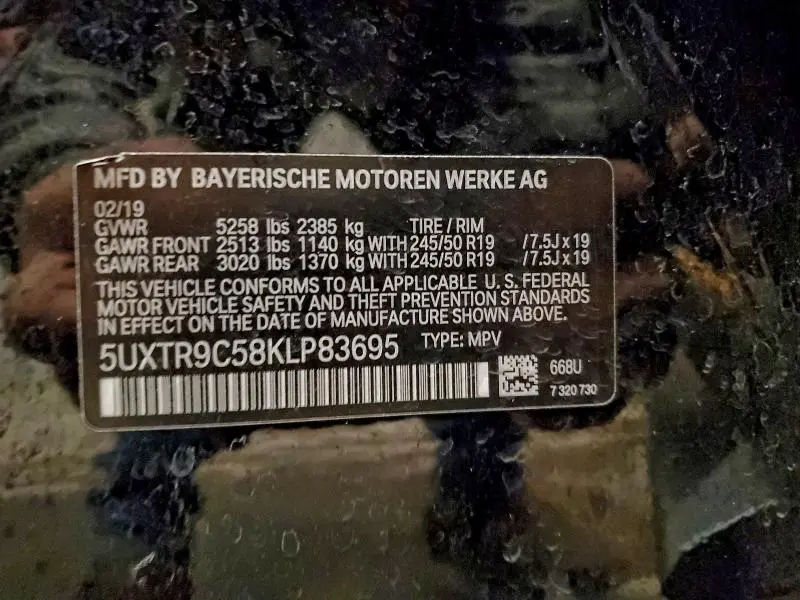 MFD BY BAYERISCHE MOTOREN WERKE AG
02/19
GVWR 5258 lbs 2385 kg TIRE / RIM
GAWR FRONT 2513 lbs 1140 kg WITH 245/50 R19 / 7.5J x 19
GAWR REAR 3020 lbs 1370 kg WITH 245/50 R19 / 7.5J x 19
THIS VEHICLE CONFORMS TO ALL APPLICABLE U. S. FEDERAL
MOTOR VEHICLE SAFETY AND THEFT PREVENTION STANDARDS
IN EFFECT ON THE DATE OF MANUFACTURE SHOWN ABOVE.
5UXTR9C58KLP83695 TYPE: MPV
668U
7 320 730